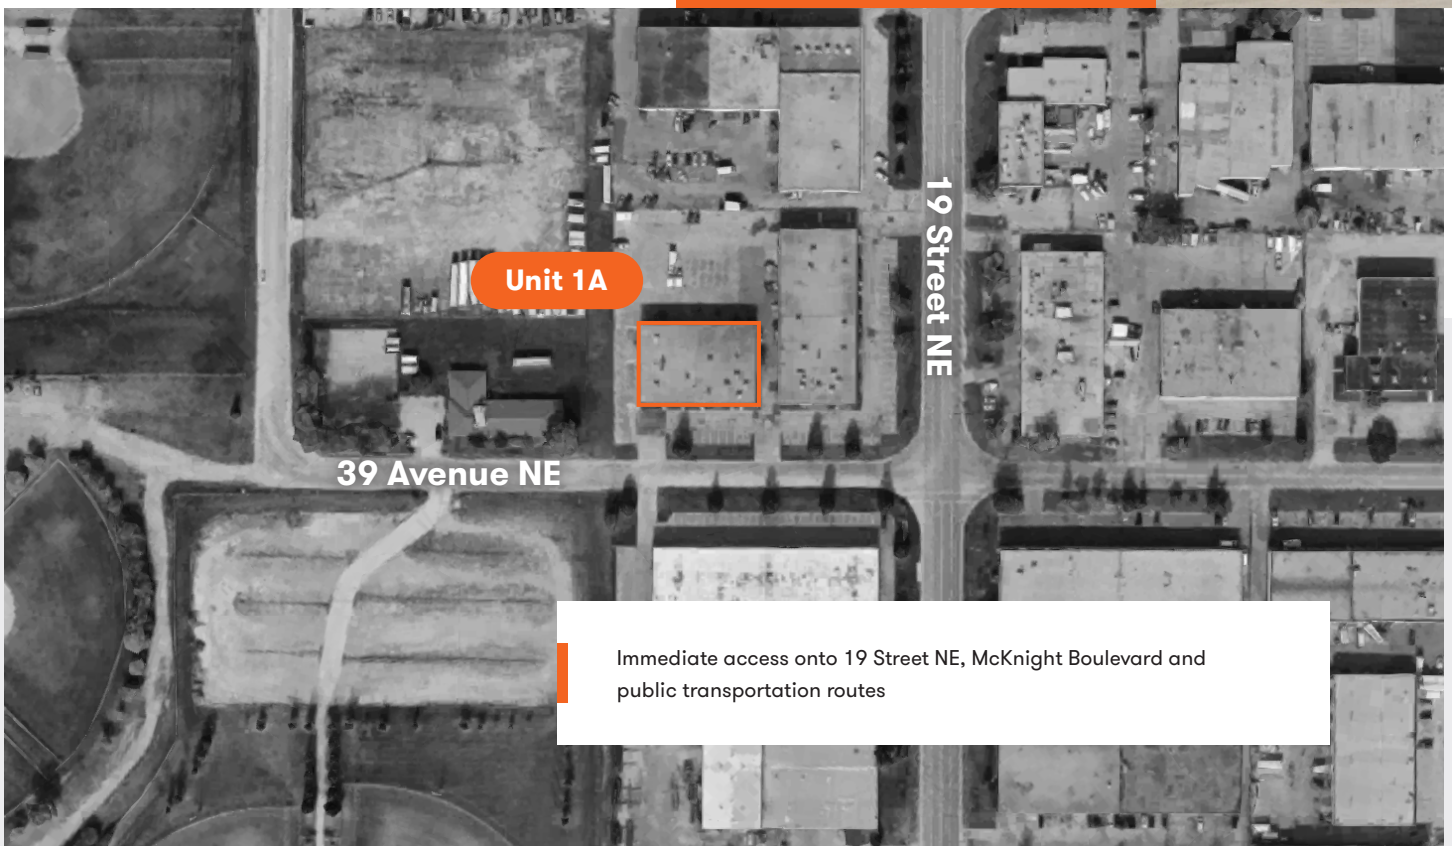 19 Street NE
Unit 1A
39 Avenue NE
Immediate access onto 19 Street NE, McKnight Boulevard and
public transportation routes